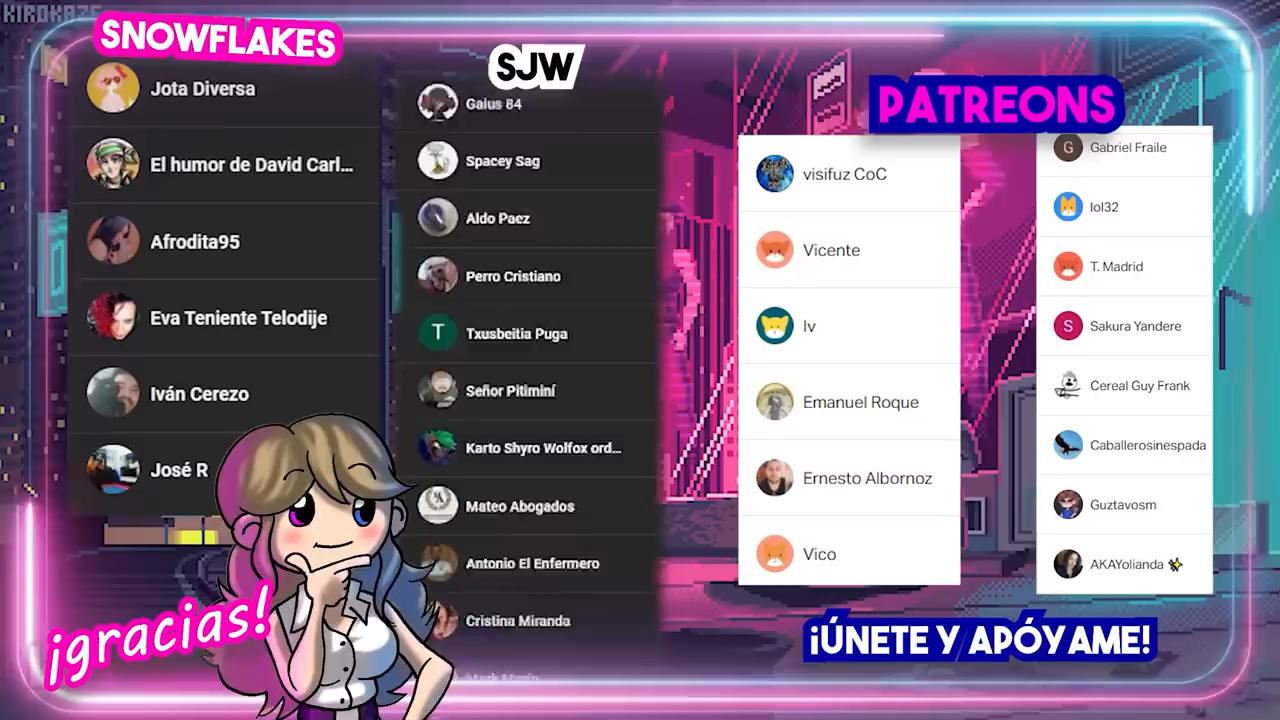 KIROKAZE
SNOWFLAKES
Jota Diversa
El humor de David Carl...
Afrodita95
Eva Teniente Telodije
Iván Cerezo
José R
SJW
Gaius 84
Spacey Sag
Aldo Paez
Perro Cristiano
T
Txusbeitia Puga
Señor Pitiminí
Karto Shyro Wolfox ord...
Mateo Abogados
Antonio El Enfermero
Cristina Miranda
PATREONS
visifuz CoC
Vicente
Iv
Emanuel Roque
Ernesto Albornoz
Vico
G
Gabriel Fraile
lol32
T. Madrid
S
Sakura Yandere
Cereal Guy Frank
Caballerosinespada
Guztavosm
AKAYolianda ✨
¡gracias!
¡ÚNETE Y APÓYAME!